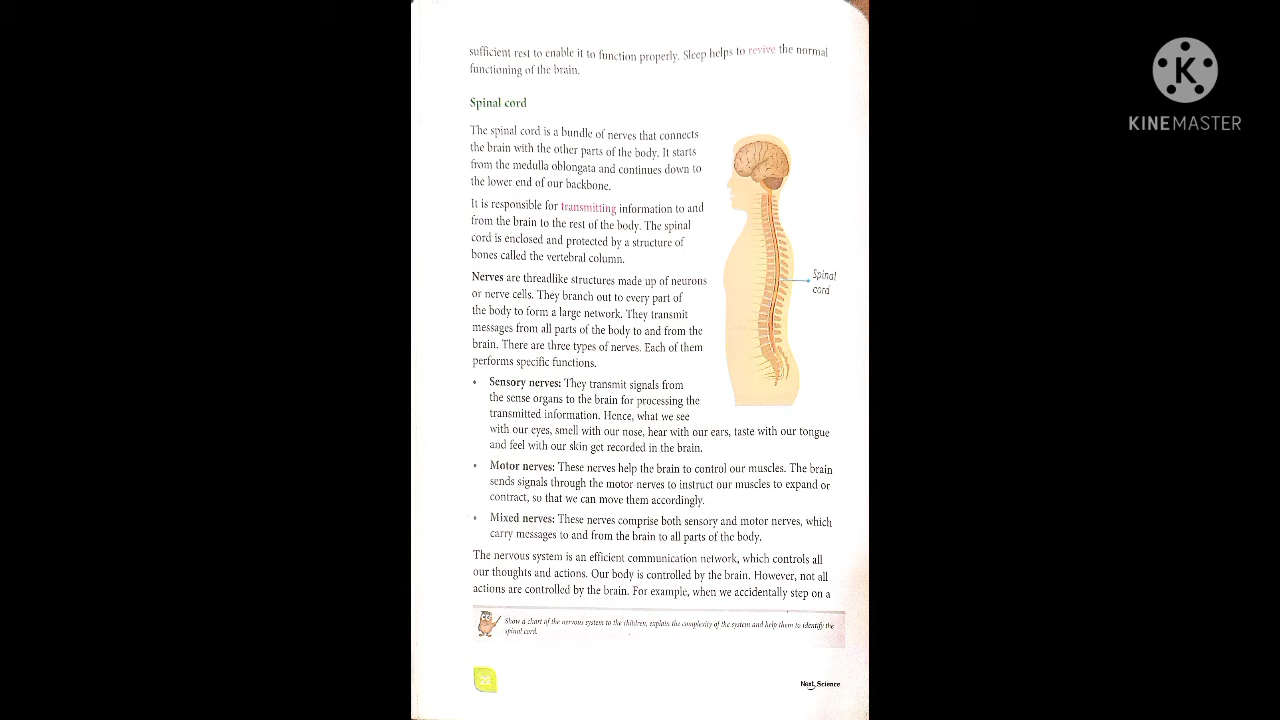 sufficient rest to enable it to function properly. Sleep helps to revive the normal
functioning of the brain.
Spinal cord
The spinal cord is a bundle of nerves that connects
the brain with the other parts of the body. It starts
from the medulla oblongata and continues down to
the lower end of our backbone.
It is responsible for transmitting information to and
from the brain to the rest of the body. The spinal
cord is enclosed and protected by a structure of
bones called the vertebral column.
Nerves are threadlike structures made up of neurons
or nerve cells. They branch out to every part of
the body to form a large network. They transmit
messages from all parts of the body to and from the
brain. There are three types of nerves. Each of them
performs specific functions.
Spinal
cord
• Sensory nerves: They transmit signals from
the sense organs to the brain for processing the
transmitted information. Hence, what we see
with our eyes, smell with our nose, hear with our ears, taste with our tongue
and feel with our skin get recorded in the brain.
• Motor nerves: These nerves help the brain to control our muscles. The brain
sends signals through the motor nerves to instruct our muscles to expand or
contract, so that we can move them accordingly.
• Mixed nerves: These nerves comprise both sensory and motor nerves, which
carry messages to and from the brain to all parts of the body.
The nervous system is an efficient communication network, which controls all
our thoughts and actions. Our body is controlled by the brain. However, not all
actions are controlled by the brain. For example, when we accidentally step on a
Show a chart of the nervous system to the children, explain the complexity of the system and help them to identify the
spinal cord.
28
Next Science
K
KINEMASTER